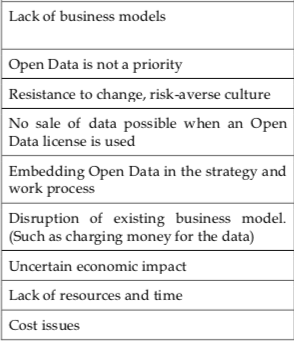 Lack of business models
Open Data is not a priority
Resistance to change, risk-averse culture
No sale of data possible when an Open
Data license is used
Embedding Open Data in the strategy and
work process
Disruption of existing business model.
(Such as charging money for the data)
Uncertain economic impact
Lack of resources and time
Cost issues